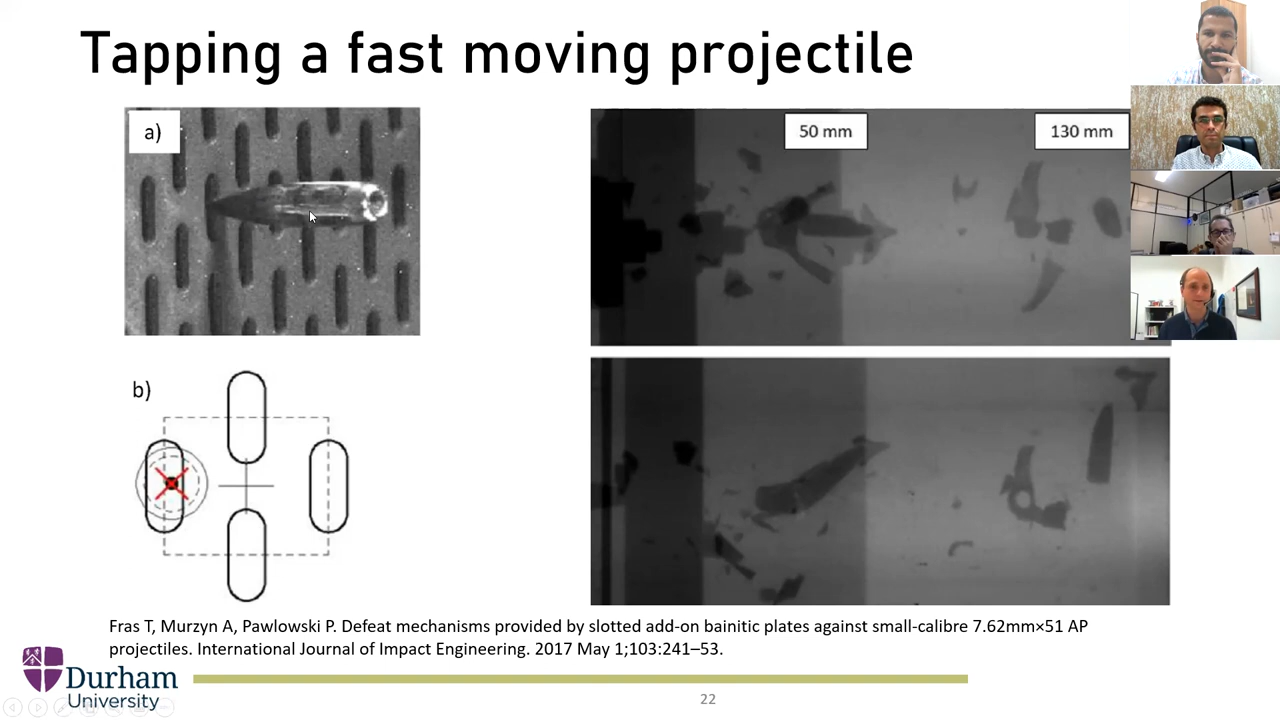 Tapping a fast moving projectile
a)
50 mm
130 mm
b)
Fras T, Murzyn A, Pawlowski P. Defeat mechanisms provided by slotted add-on bainitic plates against small-calibre 7.62mm×51 AP
projectiles. International Journal of Impact Engineering. 2017 May 1;103:241–53.
Durham
University
22